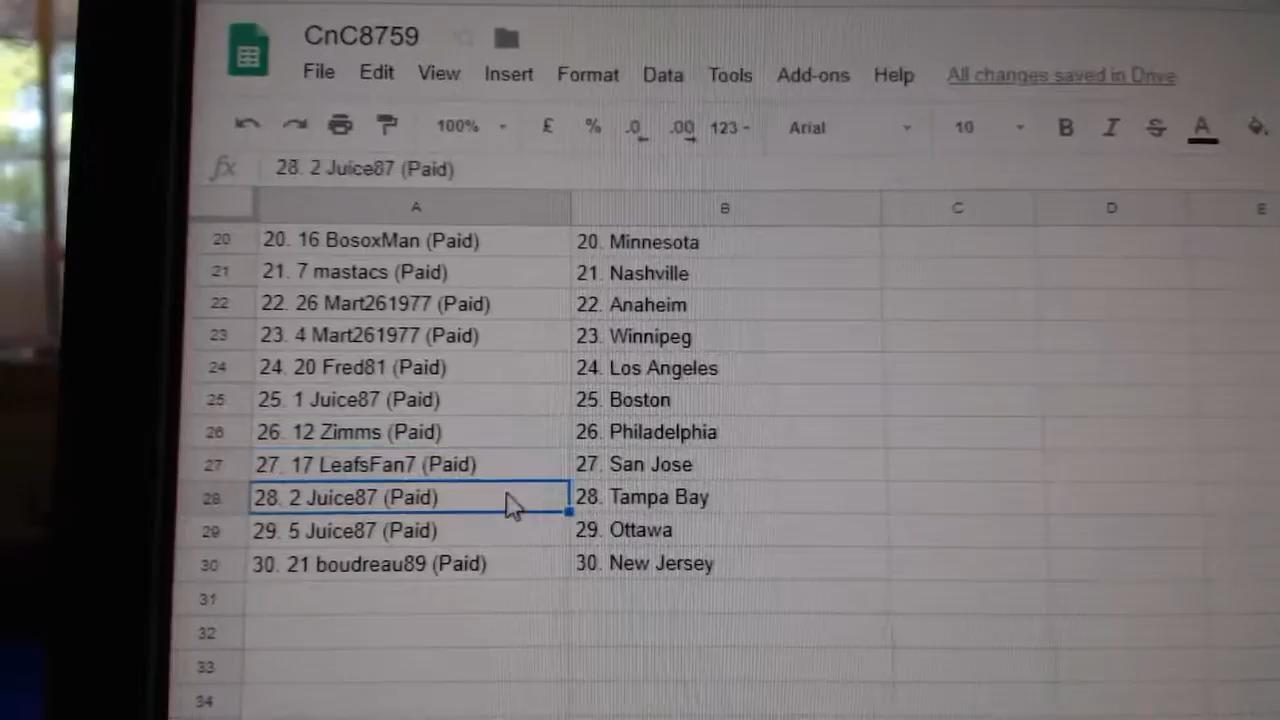 CnC8759
File Edit View Insert Format Data Tools Add-ons Help All changes saved in Drive
100% £ % .0 .00 123 Arial 10 B I S A
fx 28. 2 Juice87 (Paid)
A B C D E
20 20. 16 BosoxMan (Paid) 20. Minnesota
21 21. 7 mastacs (Paid) 21. Nashville
22 22. 26 Mart261977 (Paid) 22. Anaheim
23 23. 4 Mart261977 (Paid) 23. Winnipeg
24 24. 20 Fred81 (Paid) 24. Los Angeles
25 25. 1 Juice87 (Paid) 25. Boston
26 26. 12 Zimms (Paid) 26. Philadelphia
27 27. 17 LeafsFan7 (Paid) 27. San Jose
28 28. 2 Juice87 (Paid) 28. Tampa Bay
29 29. 5 Juice87 (Paid) 29. Ottawa
30 30. 21 boudreau89 (Paid) 30. New Jersey
31
32
33
34